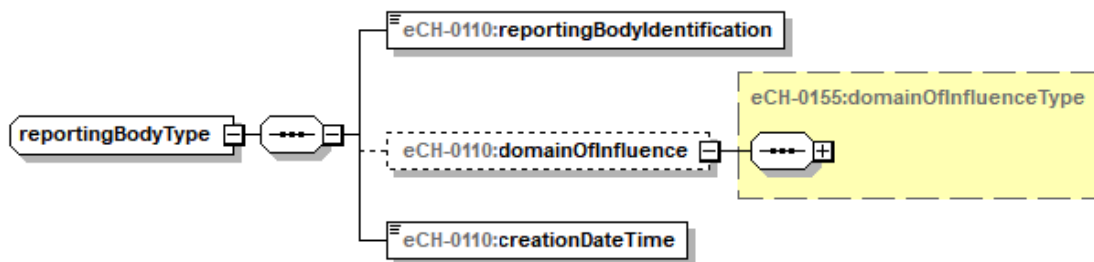 eCH-0110:reportingBodyIdentification
eCH-0155:domainOfInfluenceType
reportingBodyType
eCH-0110:domainOfInfluence
eCH-0110:creationDateTime